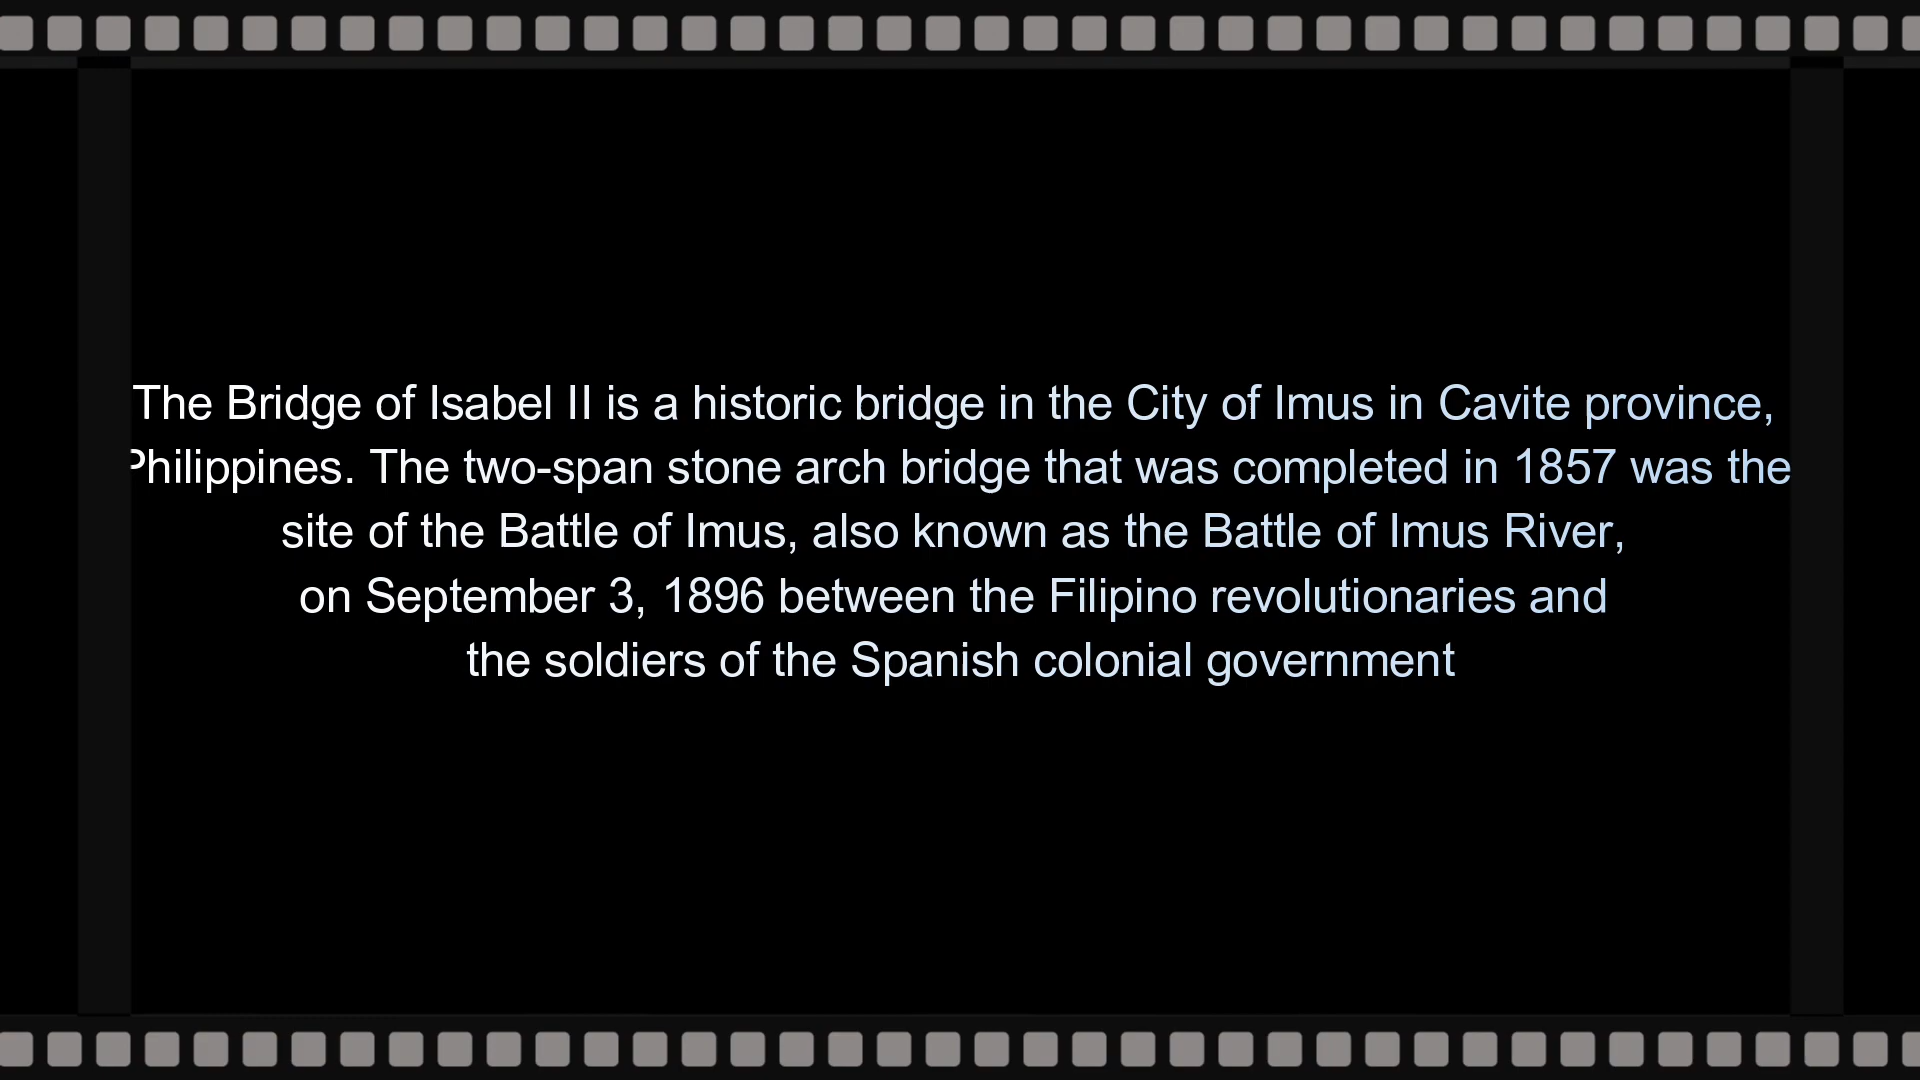 The Bridge of Isabel II is a historic bridge in the City of Imus in Cavite province,
Philippines. The two-span stone arch bridge that was completed in 1857 was the
site of the Battle of Imus, also known as the Battle of Imus River,
on September 3, 1896 between the Filipino revolutionaries and
the soldiers of the Spanish colonial government